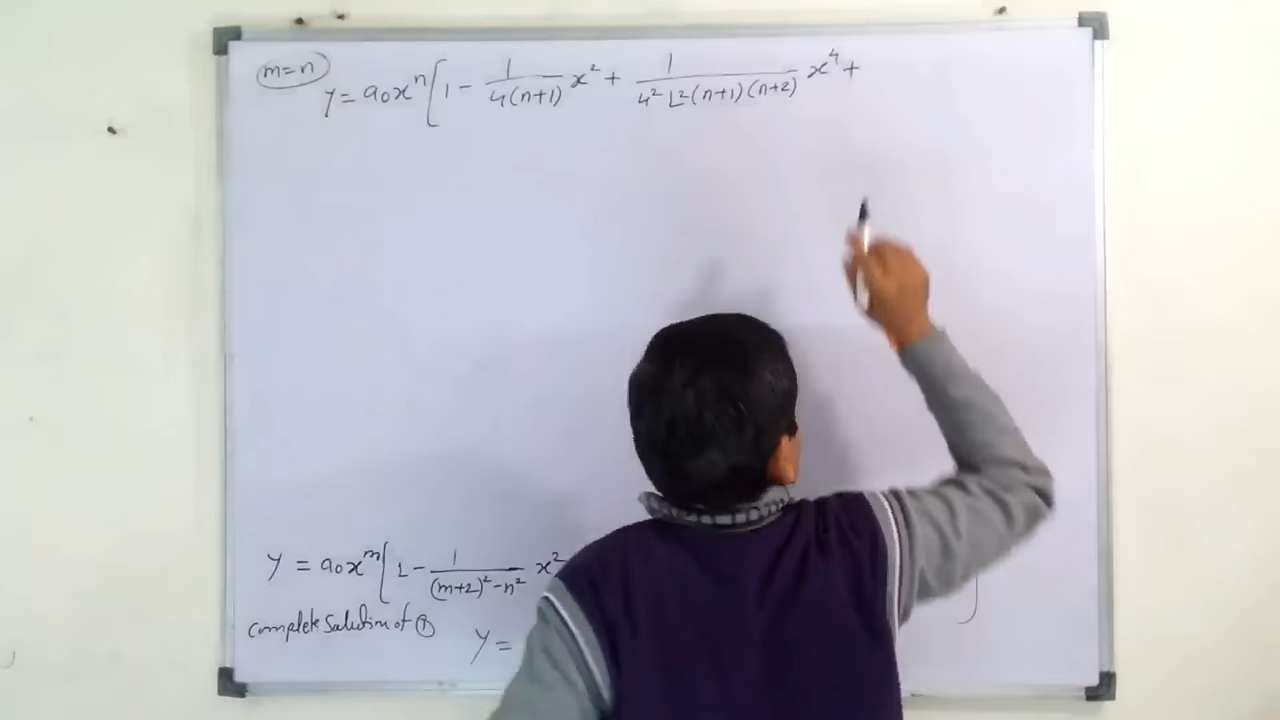 m=n
y = a₀xⁿ[1 - 1/(4(n+1)) x² + 1/(4² L2 (n+1)(n+2)) x⁴ +
y = a₀xᵐ[1 - 1/((m+2)² - n²) x² ]
complete Solution of ①
y =